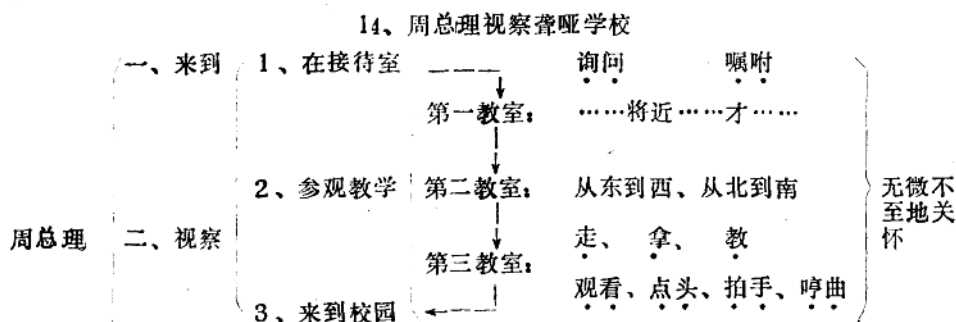 14、周总理视察聋哑学校
一、来到 1、在接待室 询问 嘱咐
第一教室： ……将近……才……
2、参观教学 第二教室： 从东到西、从北到南 无微不
至地关
周总理 二、视察 走、拿、教 怀
第三教室：
观看、点头、拍手、哼曲
3、来到校园